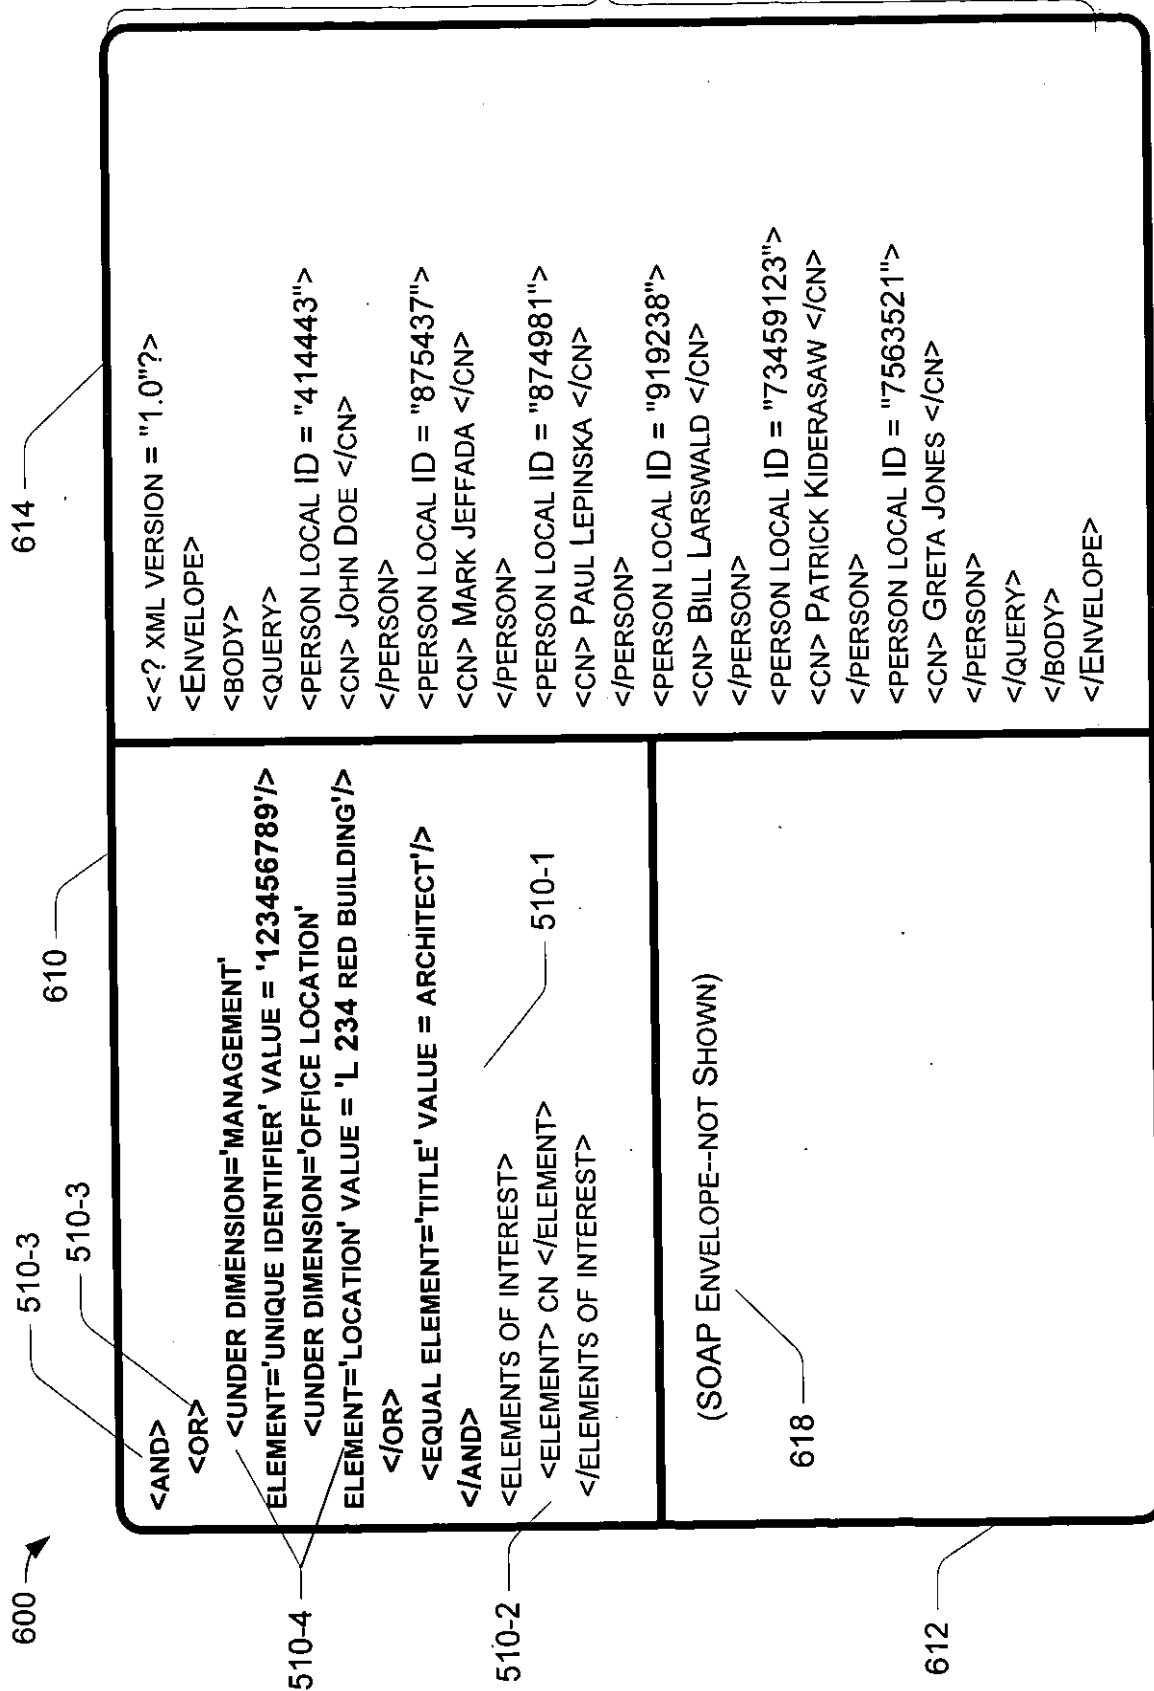 600
610
614
510-3
510-3
<AND>
<OR>
<UNDER DIMENSION='MANAGEMENT'
ELEMENT='UNIQUE IDENTIFIER' VALUE = '123456789'/>
<UNDER DIMENSION='OFFICE LOCATION'
ELEMENT='LOCATION' VALUE = 'L 234 RED BUILDING'/>
</OR>
<EQUAL ELEMENT='TITLE' VALUE = ARCHITECT'/>
</AND>
<ELEMENTS OF INTEREST>
<ELEMENT> CN </ELEMENT>
</ELEMENTS OF INTEREST>
510-4
510-1
510-2
(SOAP ENVELOPE--NOT SHOWN)
618
612
<<? XML VERSION = "1.0"?>
<ENVELOPE>
<BODY>
<QUERY>
<PERSON LOCAL ID = "414443">
<CN> JOHN DOE </CN>
</PERSON>
<PERSON LOCAL ID = "875437">
<CN> MARK JEFFADA </CN>
</PERSON>
<PERSON LOCAL ID = "874981">
<CN> PAUL LEPINSKA </CN>
</PERSON>
<PERSON LOCAL ID = "919238">
<CN> BILL LARSWALD </CN>
</PERSON>
<PERSON LOCAL ID = "73459123">
<CN> PATRICK KIDERASAW </CN>
</PERSON>
<PERSON LOCAL ID = "7563521">
<CN> GRETA JONES </CN>
</PERSON>
</QUERY>
</BODY>
</ENVELOPE>